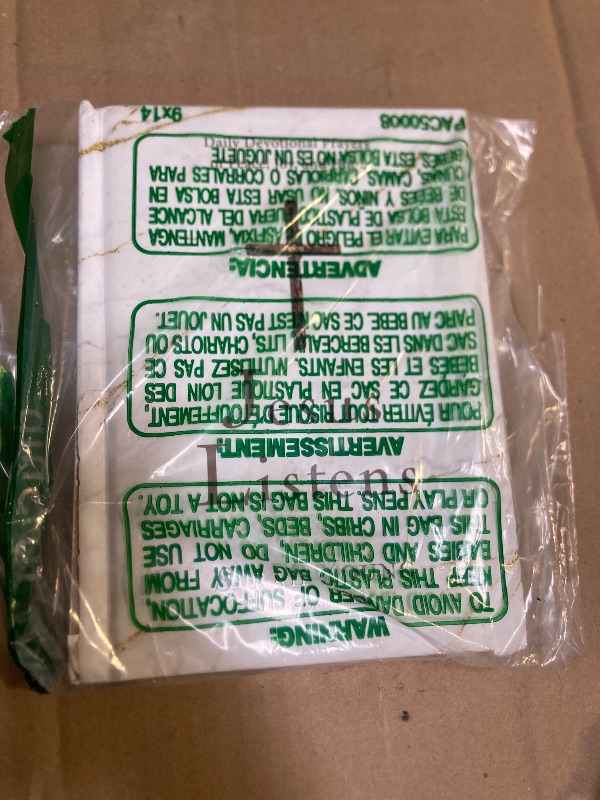 Daily Devotional Prayers
Jesus
Listens
WARNING:
TO AVOID DANGER OF SUFFOCATION,
KEEP THIS PLASTIC BAG AWAY FROM
BABIES AND CHILDREN, DO NOT USE
THIS BAG IN CRIBS, BEDS, CARRIAGES
OR PLAY PENS. THIS BAG IS NOT A TOY.
AVERTISSEMENT:
POUR ÉVITER TOUT RISQUE D'ÉTOUFFEMENT,
GARDEZ CE SAC EN PLASTIQUE LOIN DES
BÉBÉS ET LES ENFANTS. N'UTILISEZ PAS CE
SAC DANS LES BERCEAUX, LITS, CHARIOTS OU
PARC AU BEBE. CE SAC N'EST PAS UN JOUET.
ADVERTENCIA:
PARA EVITAR EL PELIGRO ASFIXIA, MANTENGA
ESTA BOLSA DE PLASTICO FUERA DEL ALCANCE
DE BEBES Y NINOS, NO USAR ESTA BOLSA EN
CUNAS, CAMAS, CARRIOLAS O CORRALES PARA
BEBES. ESTA BOLSA NO ES UN JUGUETE
PAC50008 9x14